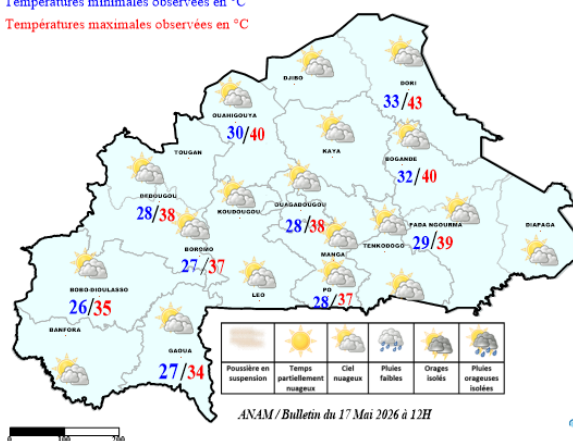 Températures minimales observées en °C
Températures maximales observées en °C
DJIBO
DORI
33/43
OUAHIGOUYA
30/40
TOUGAN
KAYA
BOGANDE
32/40
DEDOUGOU
28/38
KOUDOUGOU
OUAGADOUGOU
28/38
FADA NGOURMA
29/39
DIAPAGA
BOROMO
27/37
MANGA
TENKODOGO
BOBO-DIOULASSO
26/35
LEO
PO
28/37
BANFORA
GAOUA
27/34
Poussière en suspension
Temps partiellement nuageux
Ciel nuageux
Pluies faibles
Orages isolés
Pluies orageuses isolées
ANAM / Bulletin du 17 Mai 2026 à 12H
0 100 200